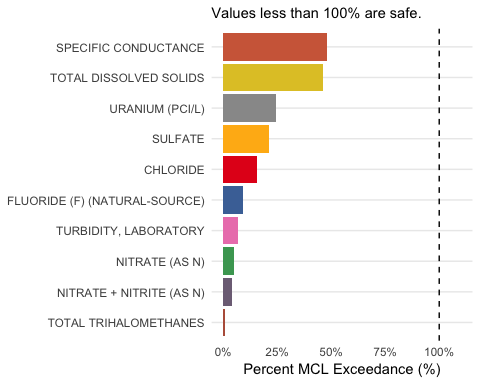 Values less than 100% are safe.
SPECIFIC CONDUCTANCE
TOTAL DISSOLVED SOLIDS
URANIUM (PCI/L)
SULFATE
CHLORIDE
FLUORIDE (F) (NATURAL-SOURCE)
TURBIDITY, LABORATORY
NITRATE (AS N)
NITRATE + NITRITE (AS N)
TOTAL TRIHALOMETHANES
0% 25% 50% 75% 100%
Percent MCL Exceedance (%)